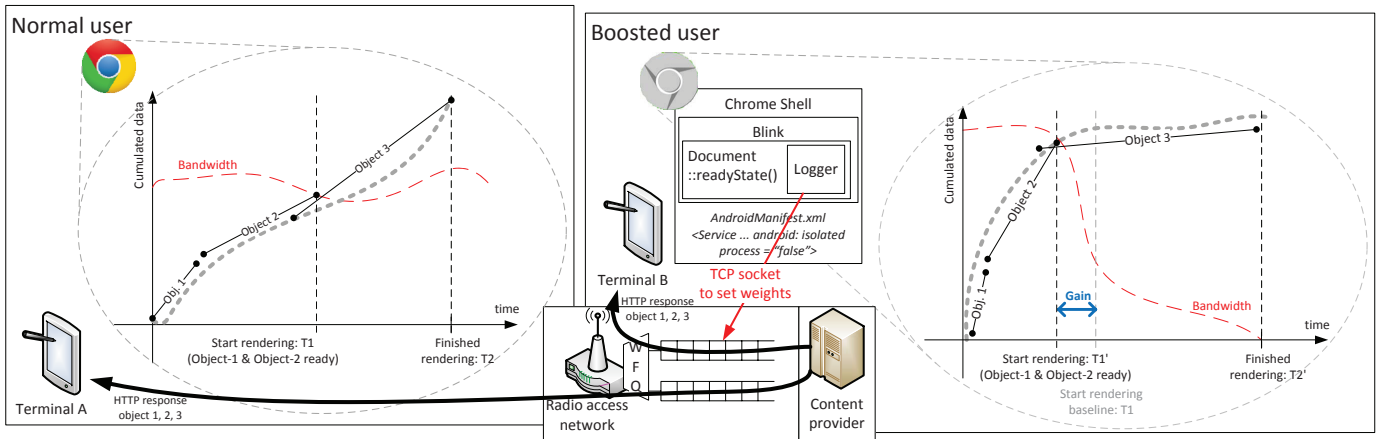 Normal user
Cumulated data
Bandwidth
Obj. 1
Object 2
Object 3
time
Start rendering: T1
(Object-1 & Object-2 ready)
Finished
rendering: T2
Terminal A
HTTP response
object 1, 2, 3
Boosted user
Chrome Shell
Blink
Document
::readyState()
Logger
AndroidManifest.xml
<Service ... android: isolated
process = “false”>
Terminal B
TCP socket
to set weights
HTTP response
object 1, 2, 3
W
F
Q
Radio access
network
Content
provider
Cumulated data
Obj. 1
Object 2
Object 3
Gain
Bandwidth
time
Start rendering: T1'
(Object-1 & Object-2 ready)
Start rendering
baseline: T1
Finished
rendering: T2'